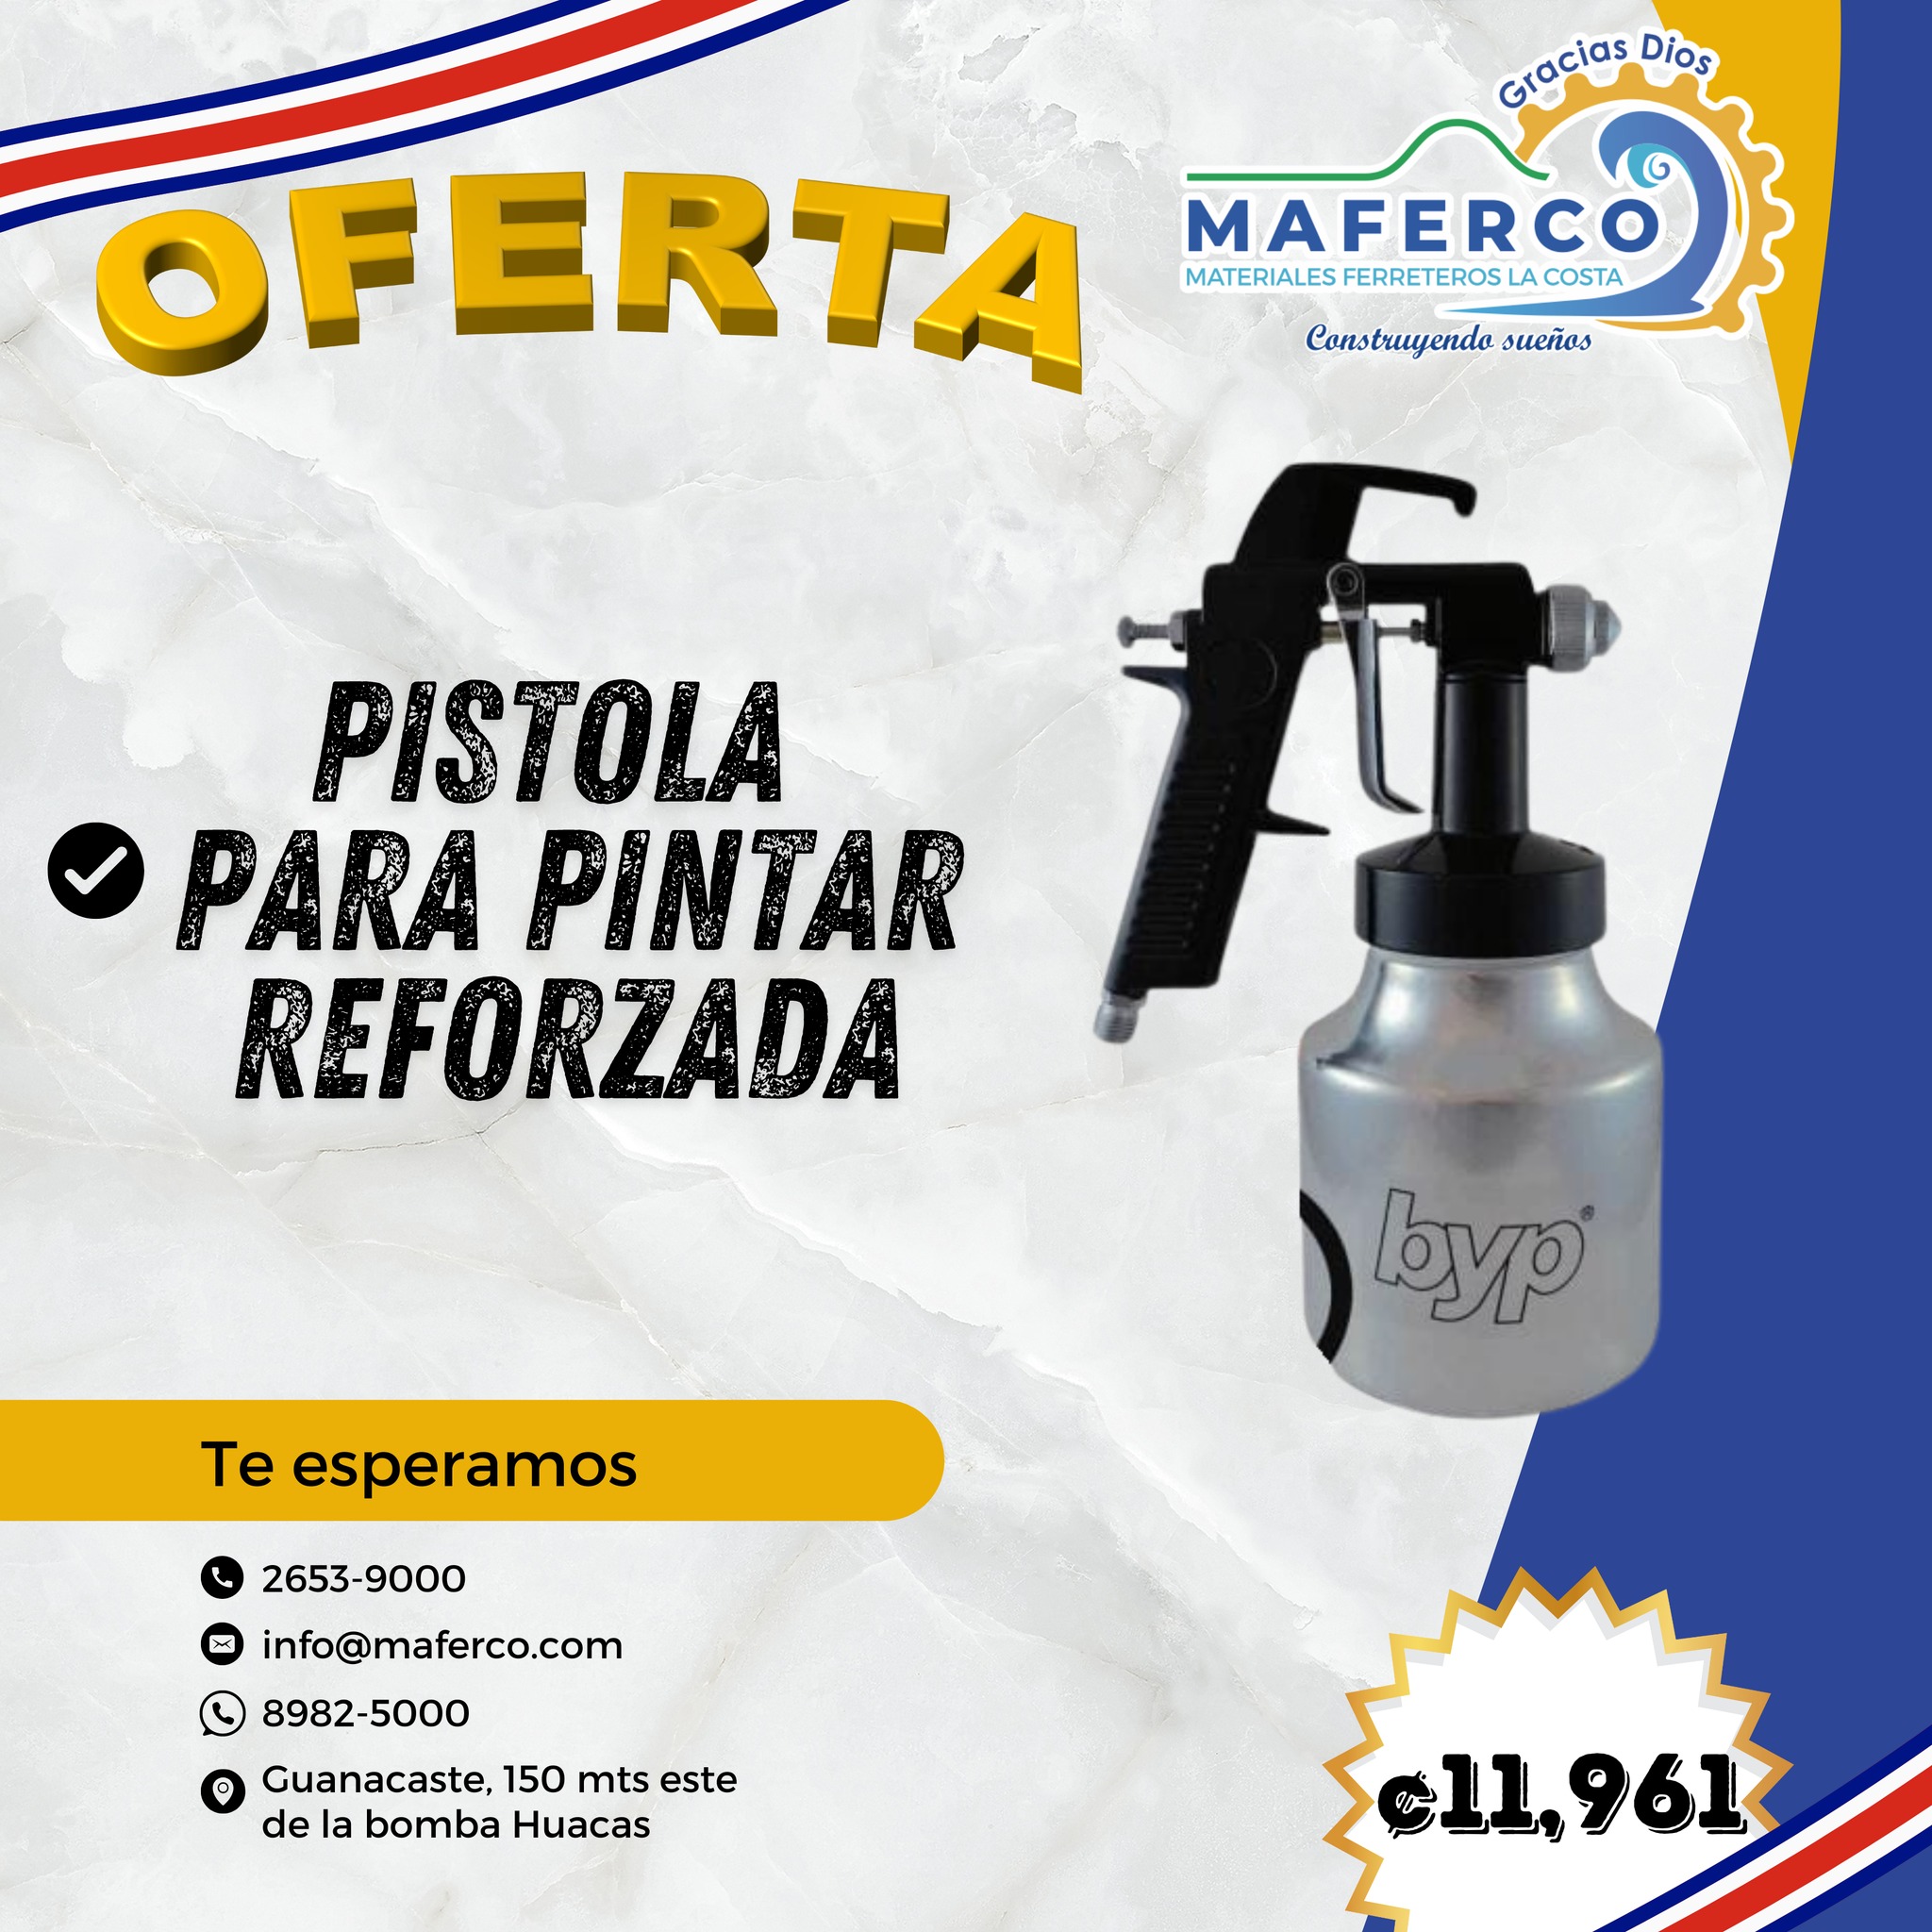 Gracias Dios
MAFERCO
MATERIALES FERRETEROS LA COSTA
Construyendo sueños
OFERTA
PISTOLA
PARA PINTAR
REFORZADA
byp®
Te esperamos
2653-9000
info@maferco.com
8982-5000
Guanacaste, 150 mts este
de la bomba Huacas
¢11,961